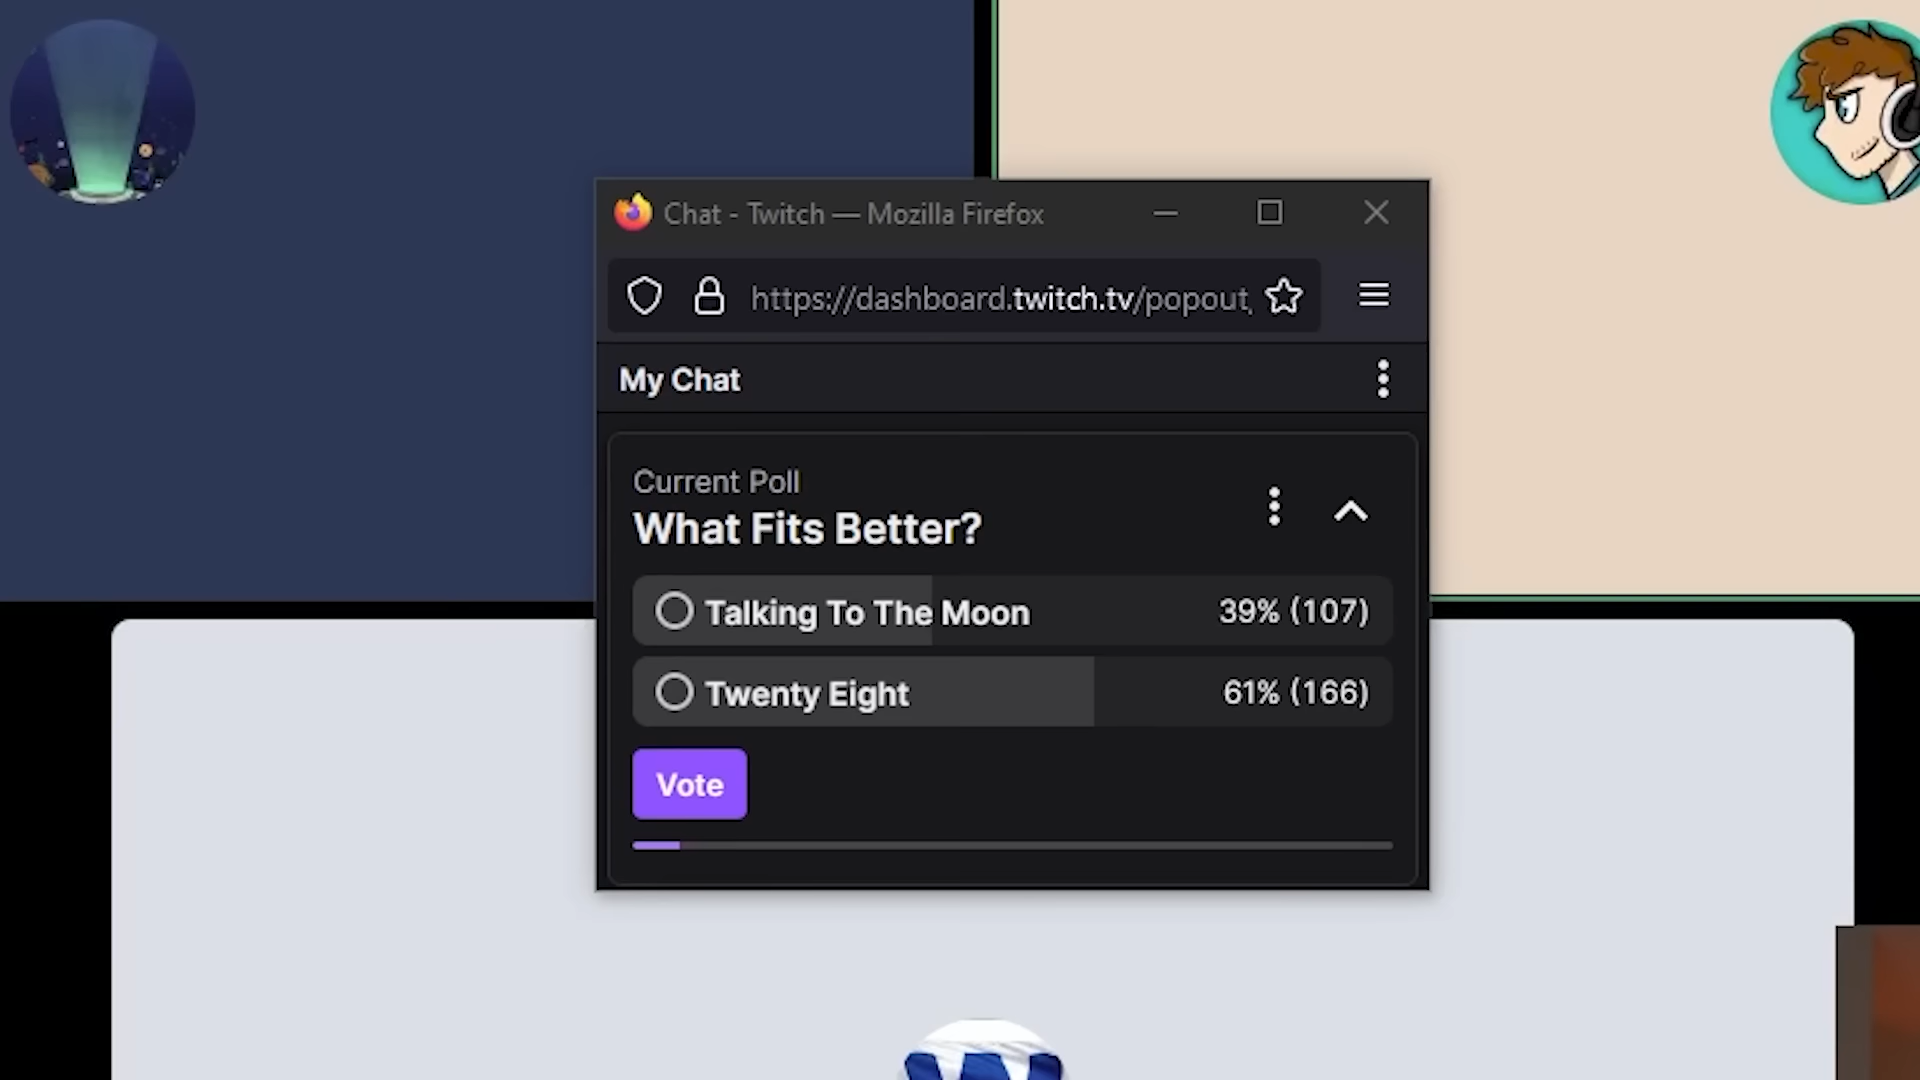 Chat - Twitch — Mozilla Firefox
https://dashboard.twitch.tv/popout
My Chat
Current Poll
What Fits Better?
Talking To The Moon 39% (107)
Twenty Eight 61% (166)
Vote